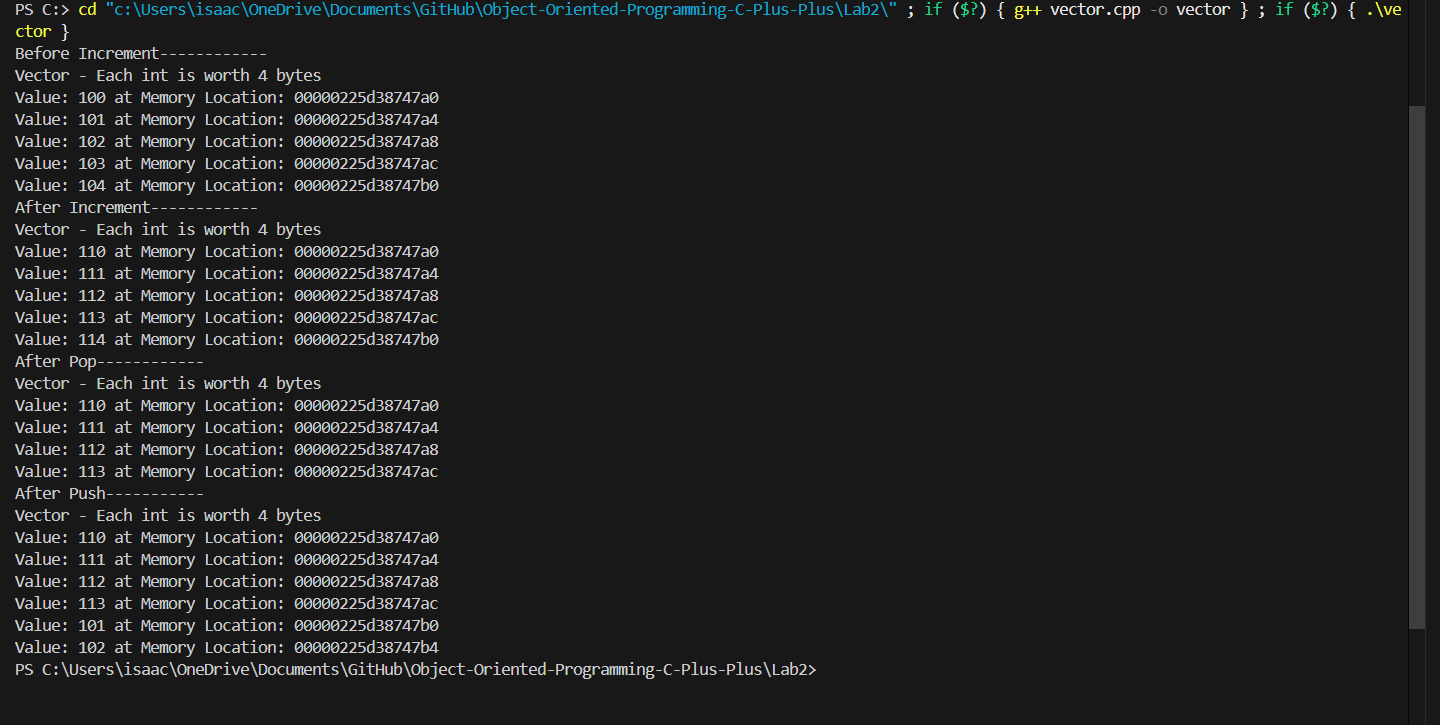 PS C:> cd "c:\Users\isaac\OneDrive\Documents\GitHub\Object-Oriented-Programming-C-Plus-Plus\Lab2\" ; if ($?) { g++ vector.cpp -o vector } ; if ($?) { .\ve
ctor }
Before Increment------------
Vector - Each int is worth 4 bytes
Value: 100 at Memory Location: 00000225d38747a0
Value: 101 at Memory Location: 00000225d38747a4
Value: 102 at Memory Location: 00000225d38747a8
Value: 103 at Memory Location: 00000225d38747ac
Value: 104 at Memory Location: 00000225d38747b0
After Increment------------
Vector - Each int is worth 4 bytes
Value: 110 at Memory Location: 00000225d38747a0
Value: 111 at Memory Location: 00000225d38747a4
Value: 112 at Memory Location: 00000225d38747a8
Value: 113 at Memory Location: 00000225d38747ac
Value: 114 at Memory Location: 00000225d38747b0
After Pop------------
Vector - Each int is worth 4 bytes
Value: 110 at Memory Location: 00000225d38747a0
Value: 111 at Memory Location: 00000225d38747a4
Value: 112 at Memory Location: 00000225d38747a8
Value: 113 at Memory Location: 00000225d38747ac
After Push-----------
Vector - Each int is worth 4 bytes
Value: 110 at Memory Location: 00000225d38747a0
Value: 111 at Memory Location: 00000225d38747a4
Value: 112 at Memory Location: 00000225d38747a8
Value: 113 at Memory Location: 00000225d38747ac
Value: 101 at Memory Location: 00000225d38747b0
Value: 102 at Memory Location: 00000225d38747b4
PS C:\Users\isaac\OneDrive\Documents\GitHub\Object-Oriented-Programming-C-Plus-Plus\Lab2>